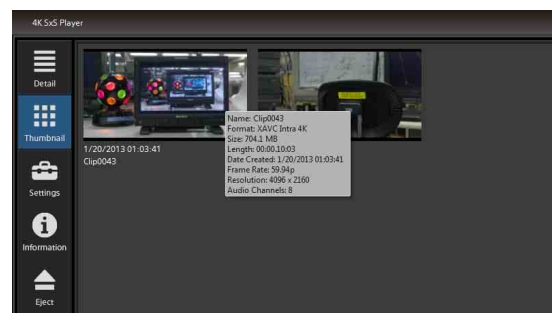 4K SxS Player
Detail
Thumbnail
Settings
Information
Eject
1/20/2013 01:03:41
Clip0043
Name: Clip0043
Format: XAVC Intra 4K
Size: 704.1 MB
Length: 00:00.10:03
Date Created: 1/20/2013 01:03:41
Frame Rate: 59.94p
Resolution: 4096 x 2160
Audio Channels: 8